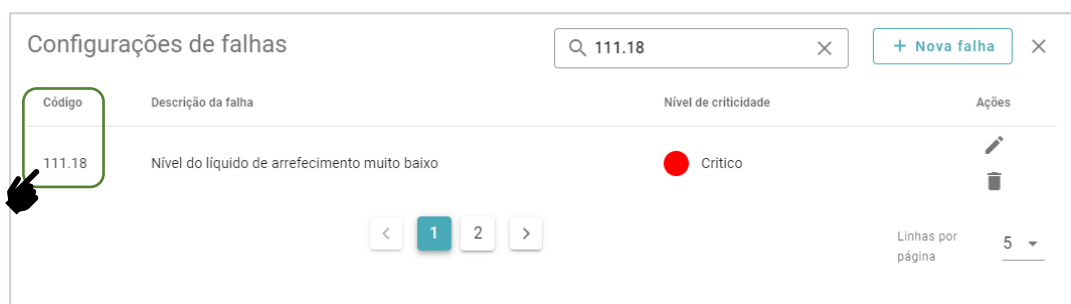 Configurações de falhas
111.18
+ Nova falha
Código Descrição da falha Nível de criticidade Ações
111.18 Nível do líquido de arrefecimento muito baixo Critico
1 2
Linhas por
página
5